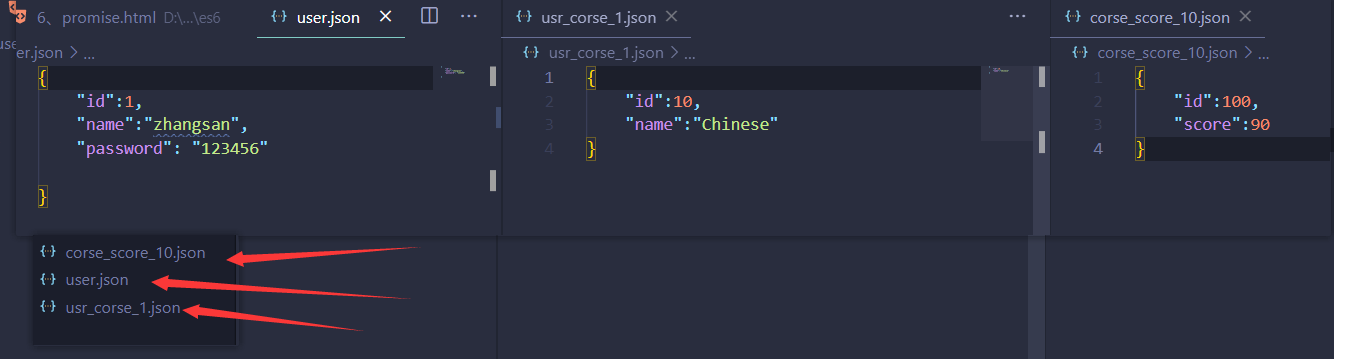 6、promise.html D:\...\es6
user.json
usr_corse_1.json
corse_score_10.json
er.json > ...
usr_corse_1.json > ...
corse_score_10.json > ...
{
"id":1,
"name":"zhangsan",
"password": "123456"
}
1 {
2 "id":10,
3 "name":"Chinese"
4 }
1 {
2 "id":100,
3 "score":90
4 }
corse_score_10.json
user.json
usr_corse_1.json